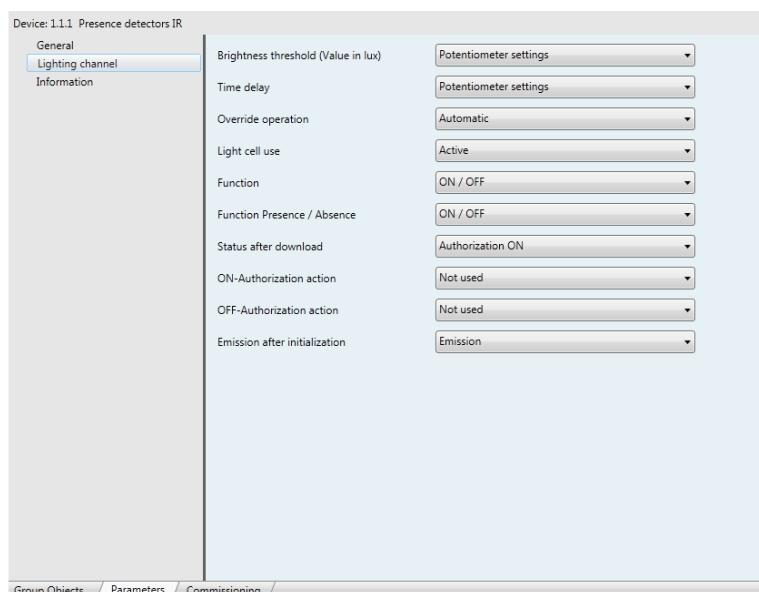 Device: 1.1.1 Presence detectors IR
General
Lighting channel
Information
Brightness threshold (Value in lux) Potentiometer settings
Time delay Potentiometer settings
Override operation Automatic
Light cell use Active
Function ON / OFF
Function Presence / Absence ON / OFF
Status after download Authorization ON
ON-Authorization action Not used
OFF-Authorization action Not used
Emission after initialization Emission
Group Objects Parameters Commissioning